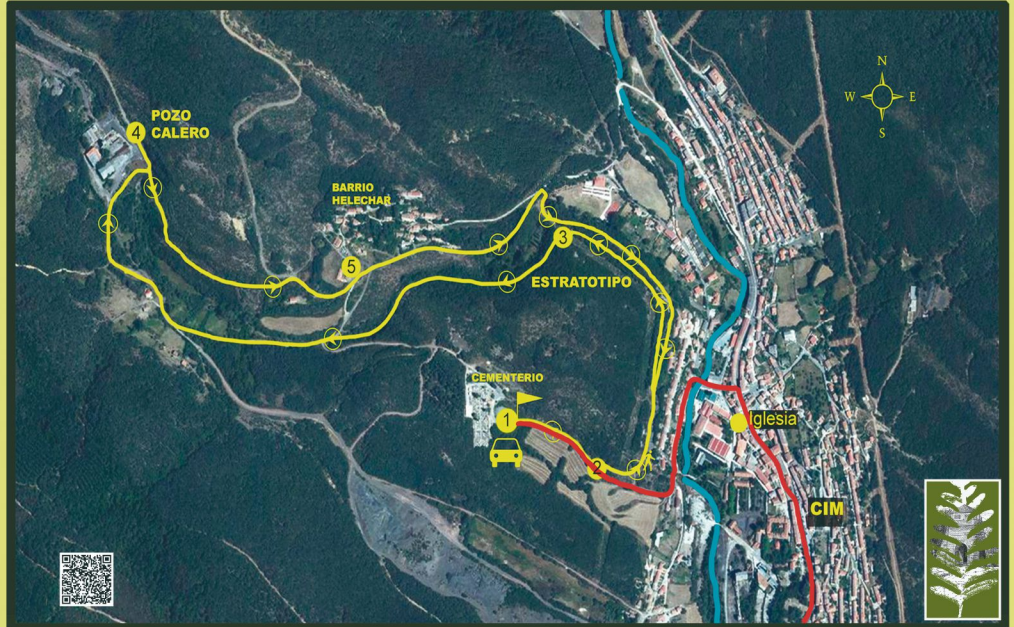 N
W E
S
POZO
CALERO
4
BARRIO
HELECHAR
5
3
ESTRATOTIPO
CEMENTERIO
1
2
Iglesia
CIM